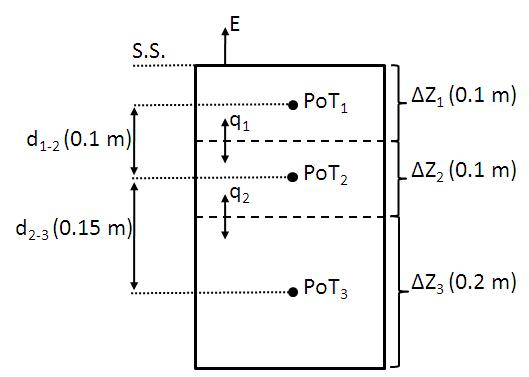 E
S.S.
PoT₁
ΔZ₁ (0.1 m)
q₁
d₁₋₂ (0.1 m)
PoT₂
ΔZ₂ (0.1 m)
q₂
d₂₋₃ (0.15 m)
PoT₃
ΔZ₃ (0.2 m)